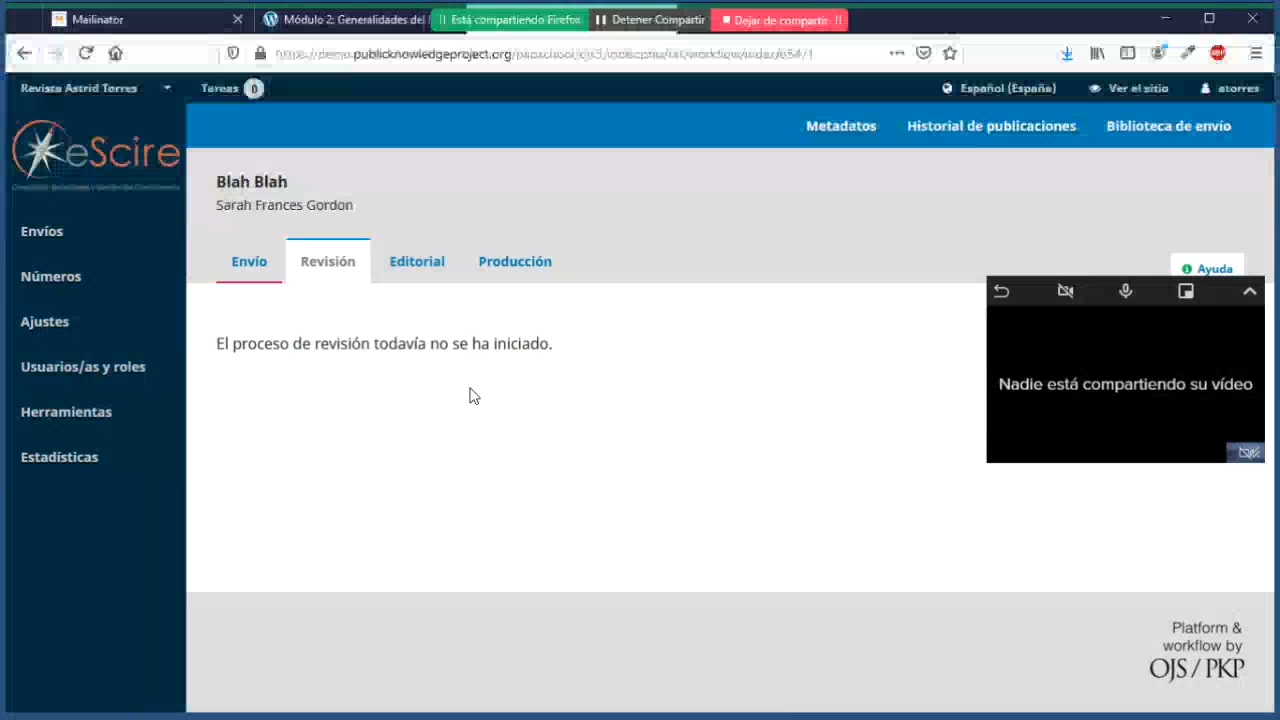 Mailinator
Módulo 2: Generalidades del
Está compartiendo Firefox
Detener Compartir
Dejar de compartir
publicknowledgeproject.org
Revista Astrid Torres
Tareas 0
Español (España)
Ver el sitio
atorres
eScire
Metadatos
Historial de publicaciones
Biblioteca de envío
Blah Blah
Sarah Frances Gordon
Envíos
Números
Ajustes
Usuarios/as y roles
Herramientas
Estadísticas
Envío
Revisión
Editorial
Producción
Ayuda
El proceso de revisión todavía no se ha iniciado.
Nadie está compartiendo su vídeo
Platform &
workflow by
OJS / PKP